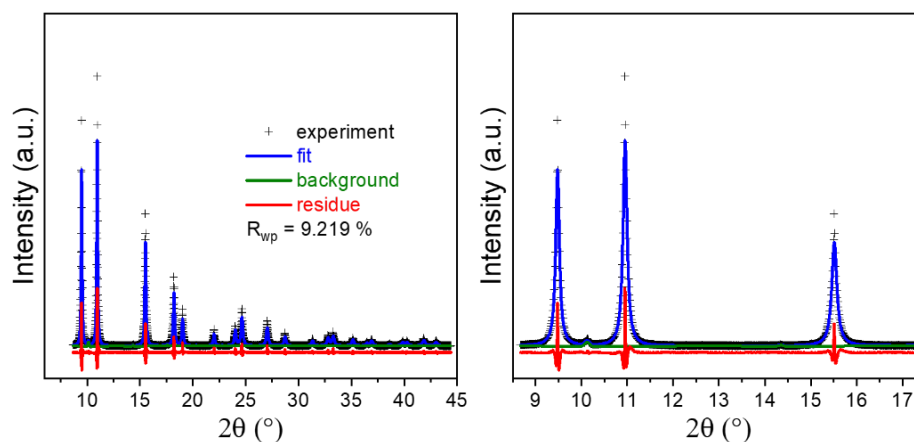 Intensity (a.u.)
experiment
fit
background
residue
R_wp = 9.219 %
10 15 20 25 30 35 40 45
2θ (°)
Intensity (a.u.)
9 10 11 12 13 14 15 16 17
2θ (°)